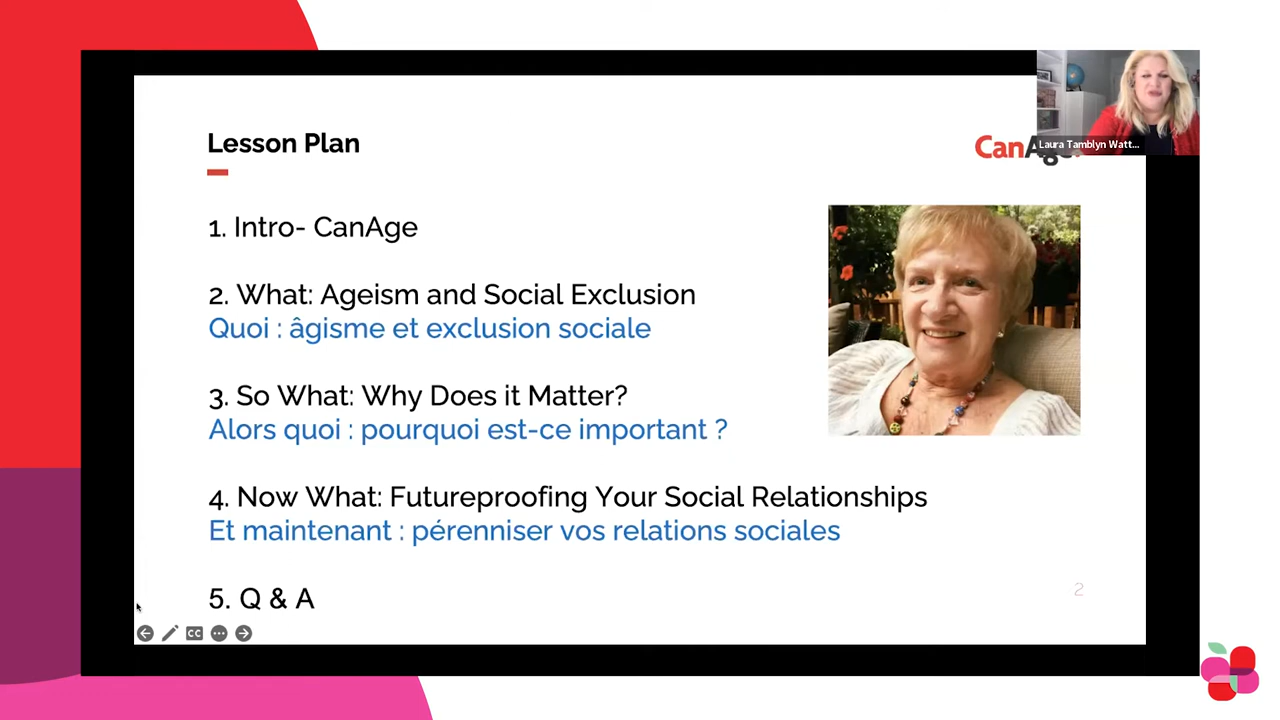 Lesson Plan
CanAge
Laura Tamblyn Watt...
1. Intro- CanAge
2. What: Ageism and Social Exclusion
Quoi : âgisme et exclusion sociale
3. So What: Why Does it Matter?
Alors quoi : pourquoi est-ce important ?
4. Now What: Futureproofing Your Social Relationships
Et maintenant : pérenniser vos relations sociales
5. Q & A
2
CC